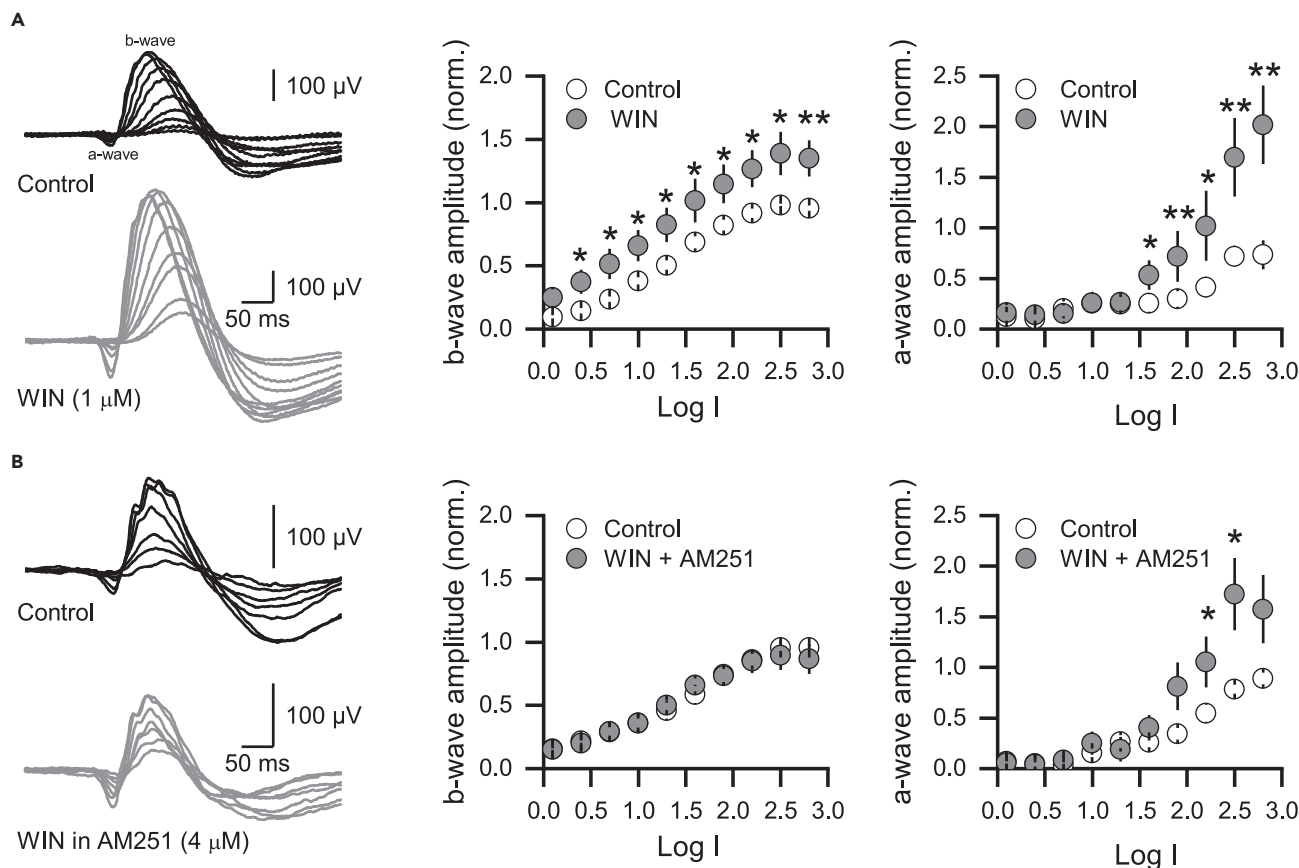 A
b-wave
100 µV
a-wave
Control
100 µV
50 ms
WIN (1 µM)
b-wave amplitude (norm.)
2.0
1.5
1.0
0.5
0.0
Control
WIN
* * * * * * * * **
0.0 0.5 1.0 1.5 2.0 2.5 3.0
Log I
a-wave amplitude (norm.)
2.5
2.0
1.5
1.0
0.5
0.0
Control
WIN
* ** * ** **
0.0 0.5 1.0 1.5 2.0 2.5 3.0
Log I
B
100 µV
Control
100 µV
50 ms
WIN in AM251 (4 µM)
b-wave amplitude (norm.)
2.0
1.5
1.0
0.5
0.0
Control
WIN + AM251
0.0 0.5 1.0 1.5 2.0 2.5 3.0
Log I
a-wave amplitude (norm.)
2.5
2.0
1.5
1.0
0.5
0.0
Control
WIN + AM251
* *
0.0 0.5 1.0 1.5 2.0 2.5 3.0
Log I